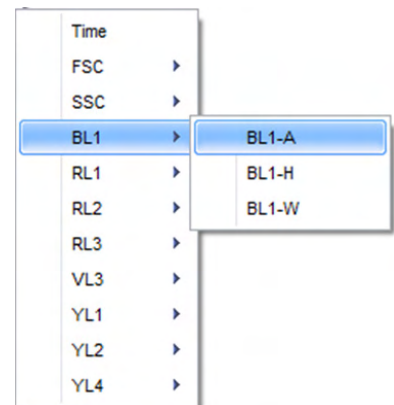 Time
FSC
SSC
BL1
BL1-A
RL1
BL1-H
RL2
BL1-W
RL3
VL3
YL1
YL2
YL4